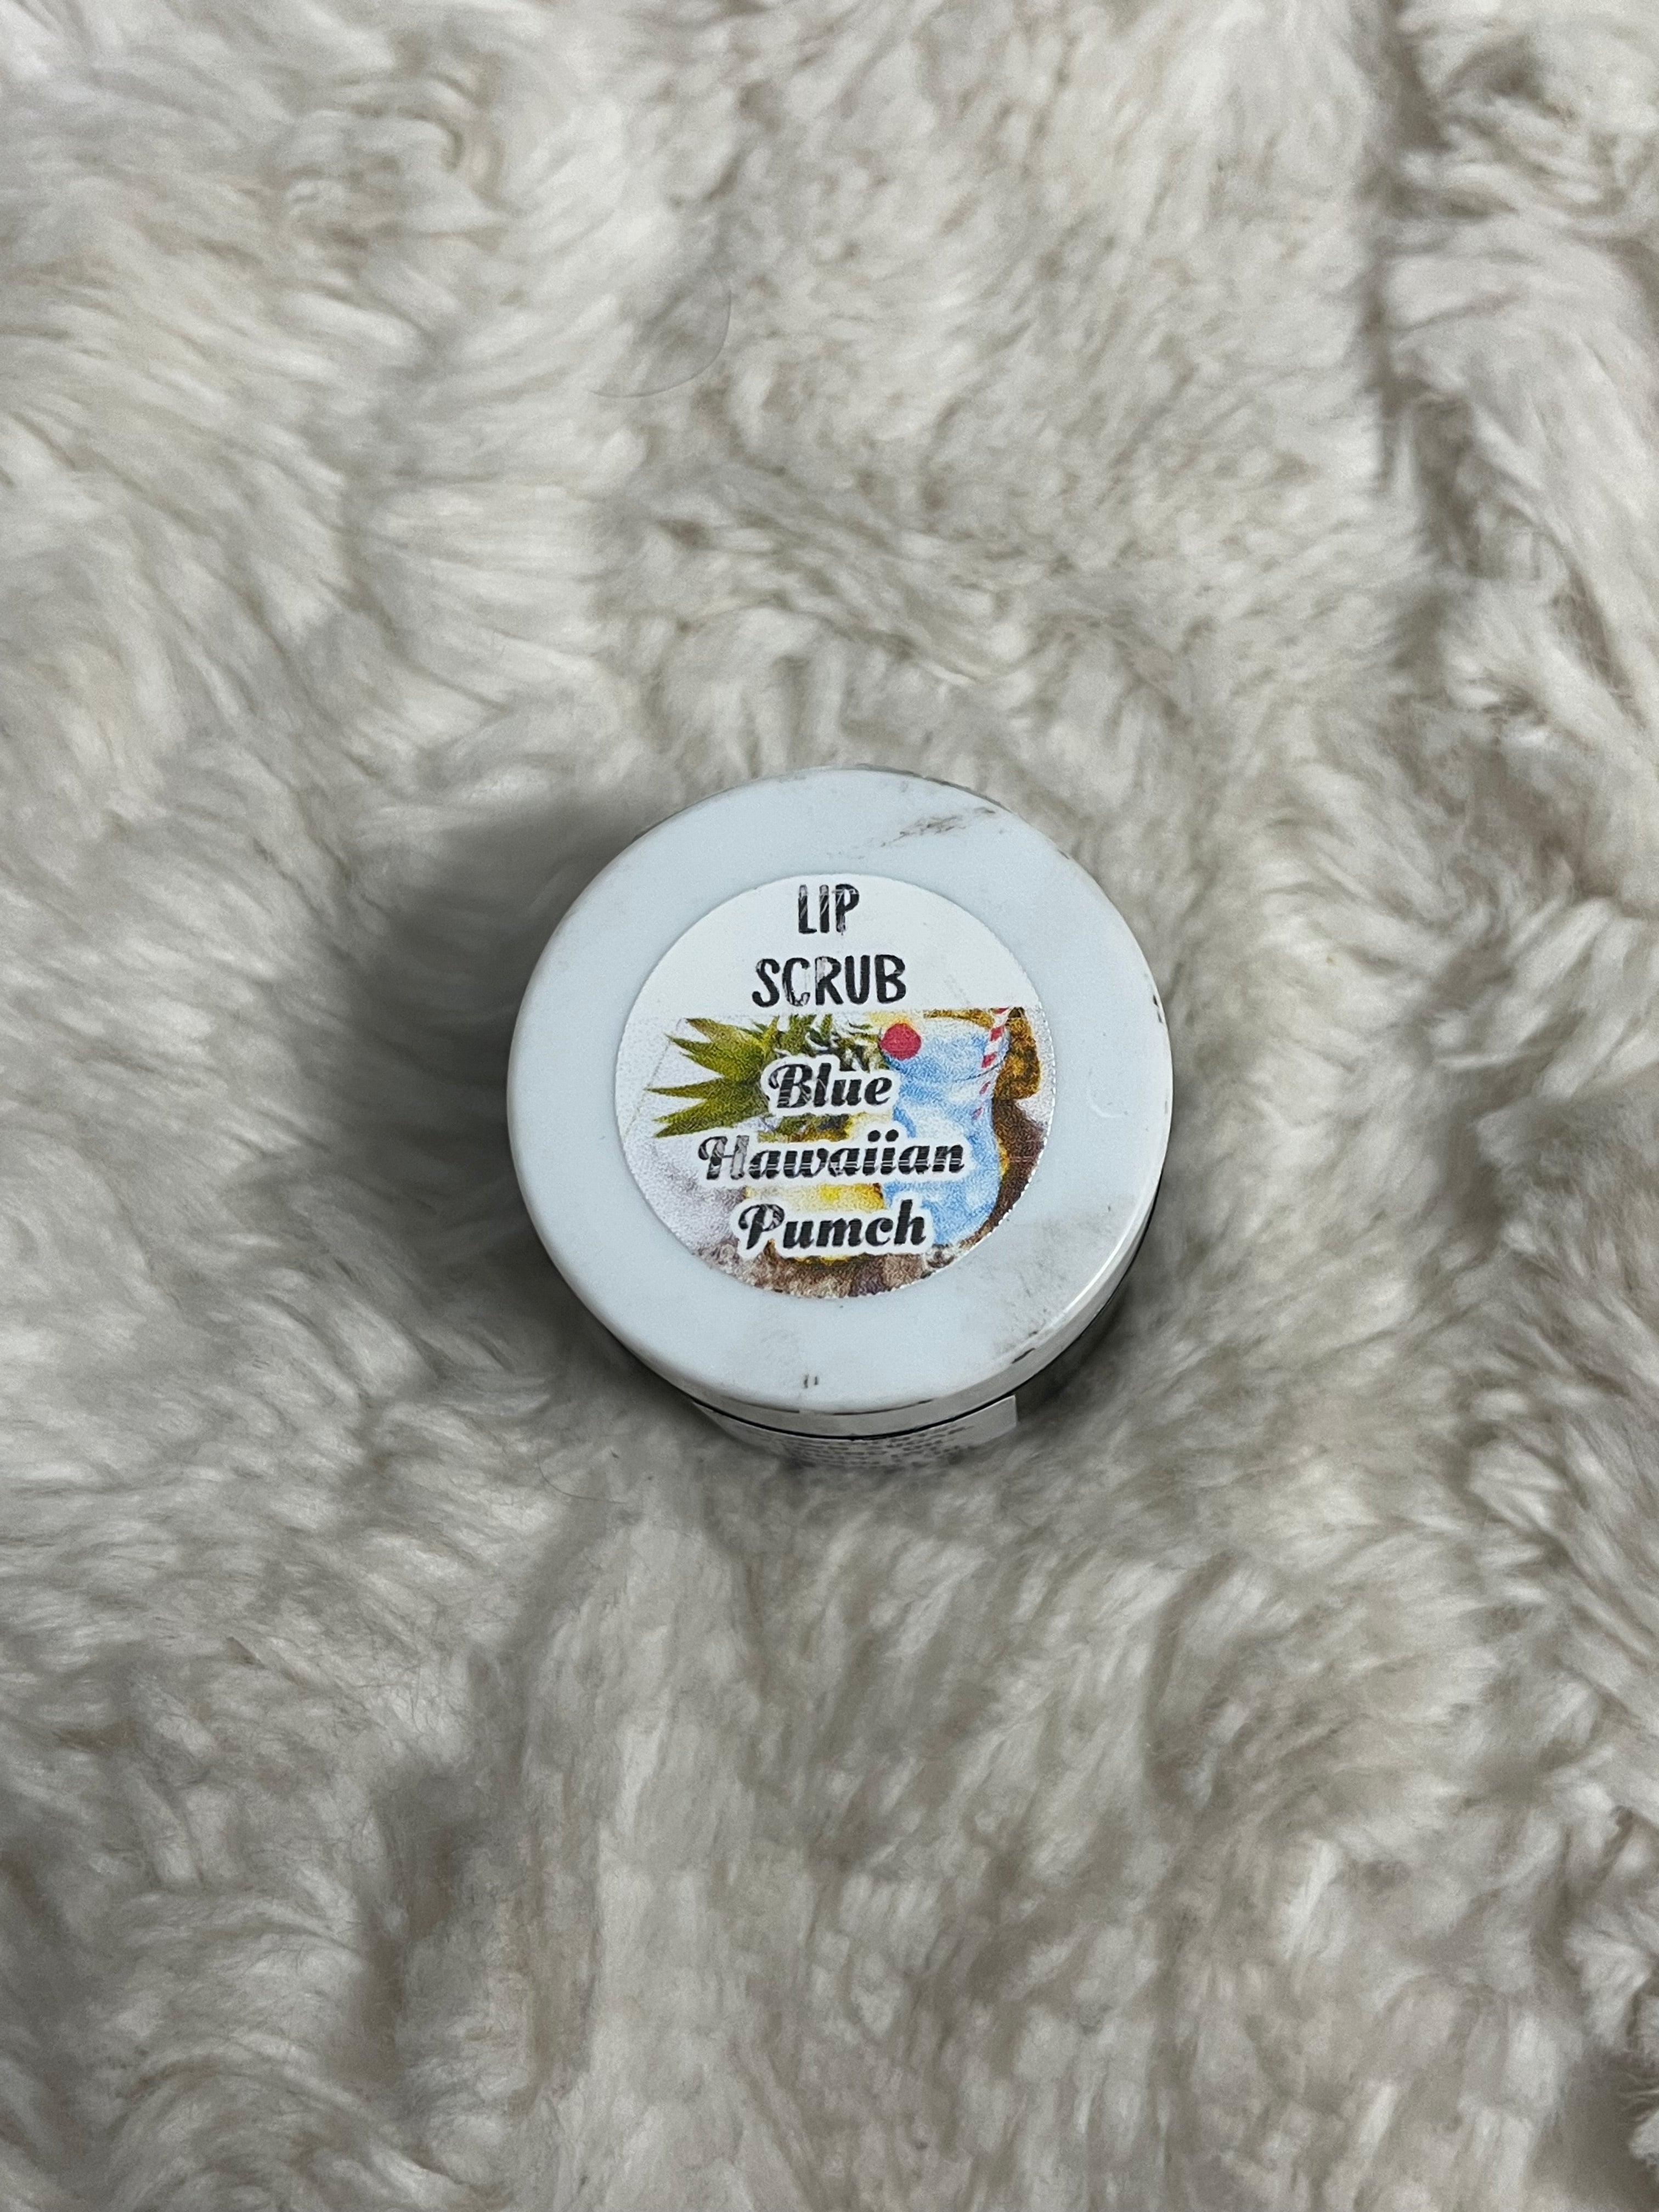 LIP
SCRUB
Blue
Hawaiian
Pumch